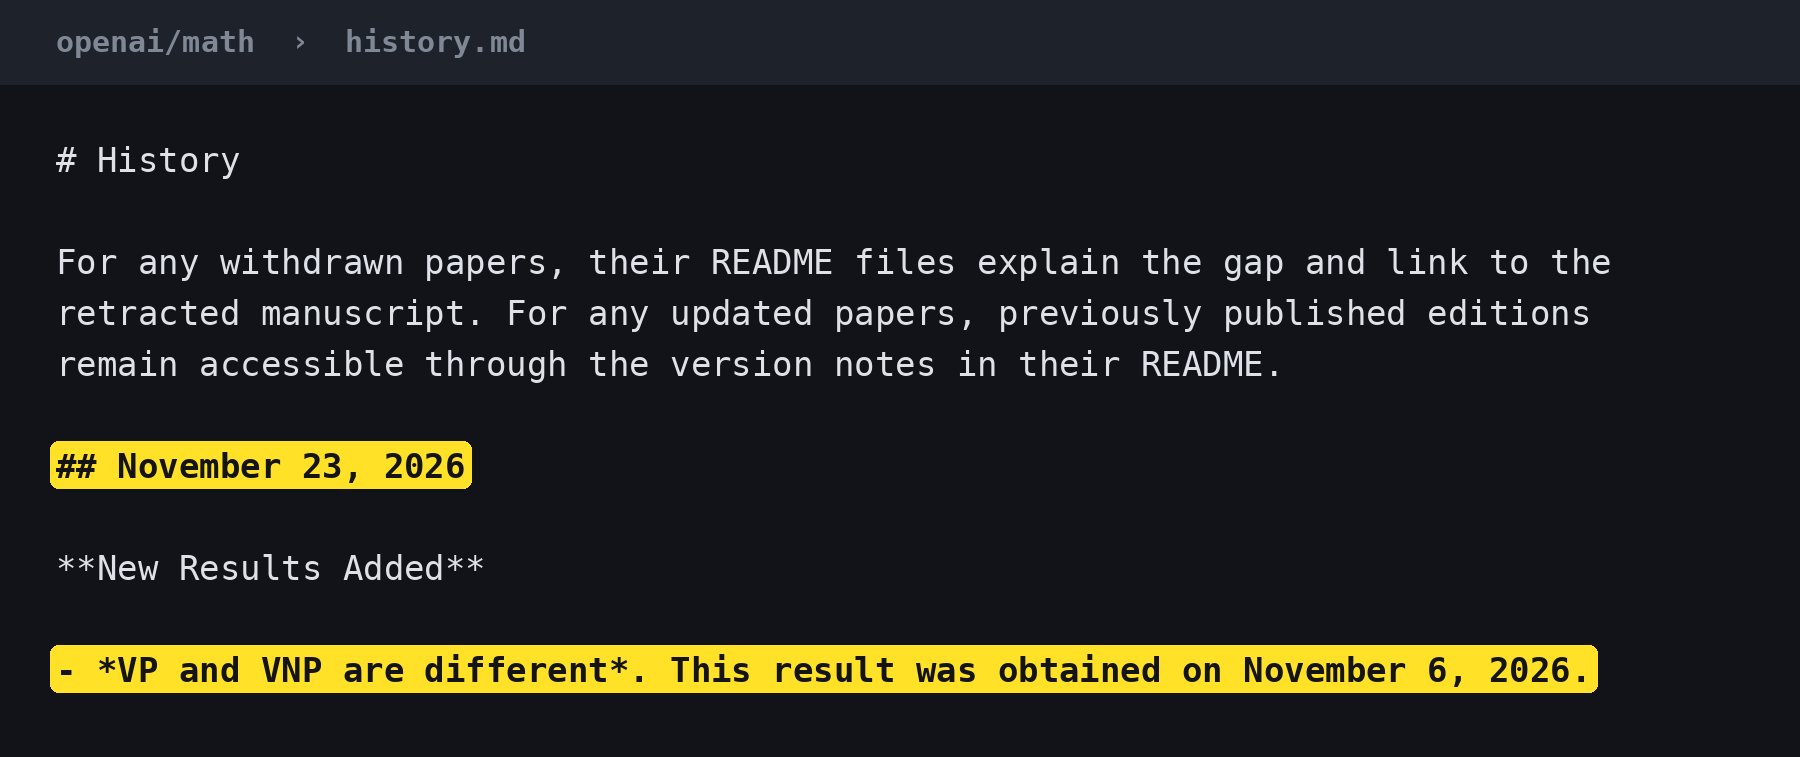 openai/math › history.md
# History
For any withdrawn papers, their README files explain the gap and link to the
retracted manuscript. For any updated papers, previously published editions
remain accessible through the version notes in their README.
## November 23, 2026
**New Results Added**
- *VP and VNP are different*. This result was obtained on November 6, 2026.